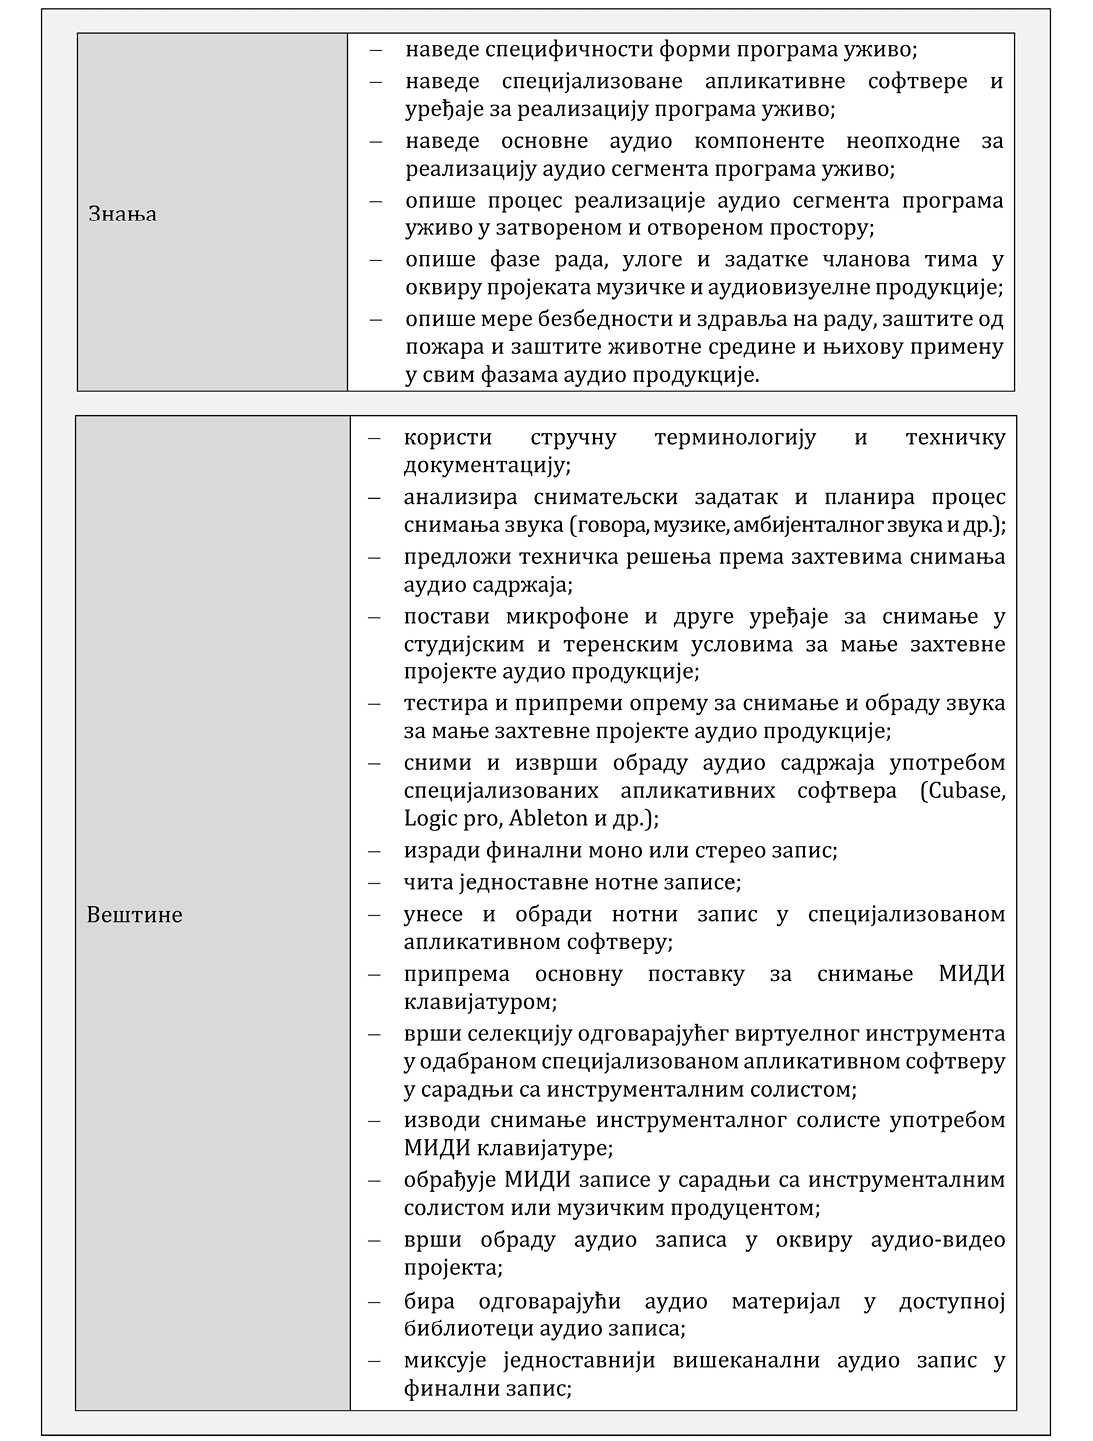 Знања
– наведе специфичности форми програма уживо;
– наведе специјализоване апликативне софтвере и
уређаје за реализацију програма уживо;
– наведе основне аудио компоненте неопходне за
реализацију аудио сегмента програма уживо;
– опише процес реализације аудио сегмента програма
уживо у затвореном и отвореном простору;
– опише фазе рада, улоге и задатке чланова тима у
оквиру пројеката музичке и аудиовизуелне продукције;
– опише мере безбедности и здравља на раду, заштите од
пожара и заштите животне средине и њихову примену
у свим фазама аудио продукције.
Вештине
– користи стручну терминологију и техничку
документацију;
– анализира сниматељски задатак и планира процес
снимања звука (говора, музике, амбијенталног звука и др.);
– предложи техничка решења према захтевима снимања
аудио садржаја;
– постави микрофоне и друге уређаје за снимање у
студијским и теренским условима за мање захтевне
пројекте аудио продукције;
– тестира и припреми опрему за снимање и обраду звука
за мање захтевне пројекте аудио продукције;
– сними и изврши обраду аудио садржаја употребом
специјализованих апликативних софтвера (Cubase,
Logic pro, Ableton и др.);
– изради финални моно или стерео запис;
– чита једноставне нотне записе;
– унесе и обради нотни запис у специјализованом
апликативном софтверу;
– припрема основну поставку за снимање МИДИ
клавијатуром;
– врши селекцију одговарајућег виртуелног инструмента
у одабраном специјализованом апликативном софтверу
у сарадњи са инструменталним солистом;
– изводи снимање инструменталног солисте употребом
МИДИ клавијатуре;
– обрађује МИДИ записе у сарадњи са инструменталним
солистом или музичким продуцентом;
– врши обраду аудио записа у оквиру аудио-видео
пројекта;
– бира одговарајући аудио материјал у доступној
библиотеци аудио записа;
– миксује једноставнији вишеканални аудио запис у
финални запис;